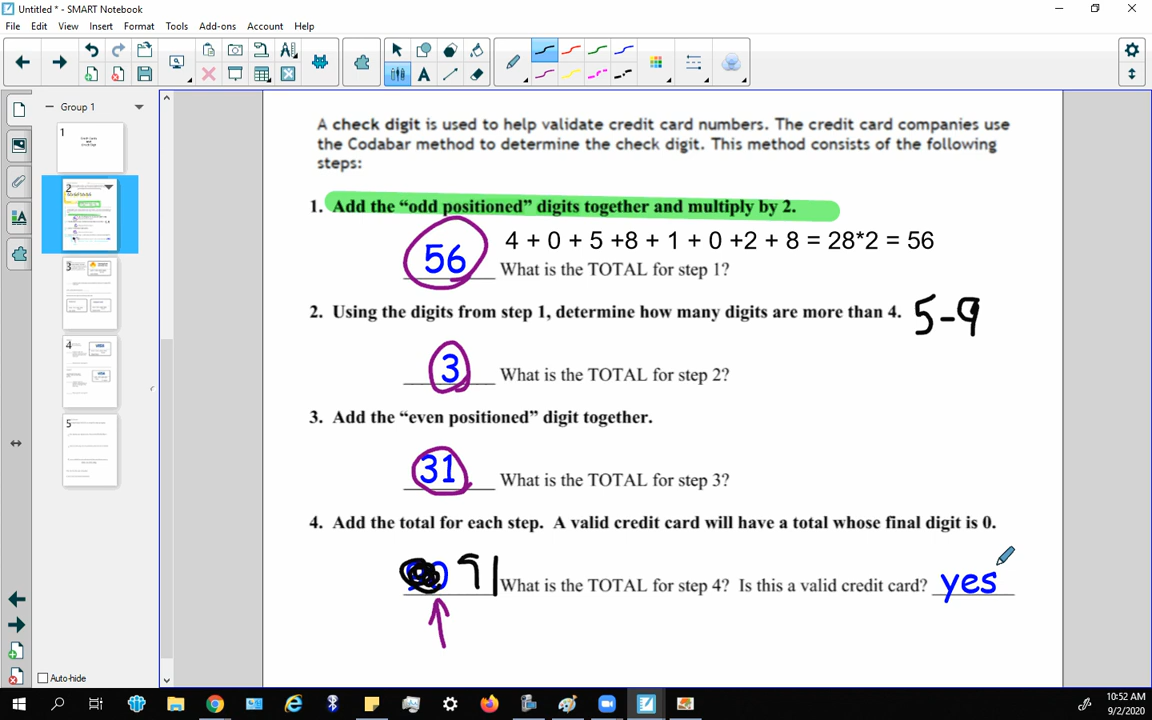 Untitled * - SMART Notebook
File Edit View Insert Format Tools Add-ons Account Help
Group 1
1
2
3
4
5
A check digit is used to help validate credit card numbers. The credit card companies use
the Codabar method to determine the check digit. This method consists of the following
steps:
1. Add the “odd positioned” digits together and multiply by 2.
56 4 + 0 + 5 +8 + 1 + 0 +2 + 8 = 28*2 = 56
What is the TOTAL for step 1?
2. Using the digits from step 1, determine how many digits are more than 4. 5-9
3 What is the TOTAL for step 2?
3. Add the “even positioned” digit together.
31 What is the TOTAL for step 3?
4. Add the total for each step. A valid credit card will have a total whose final digit is 0.
91 What is the TOTAL for step 4? Is this a valid credit card? yes
Auto-hide
10:52 AM
9/2/2020